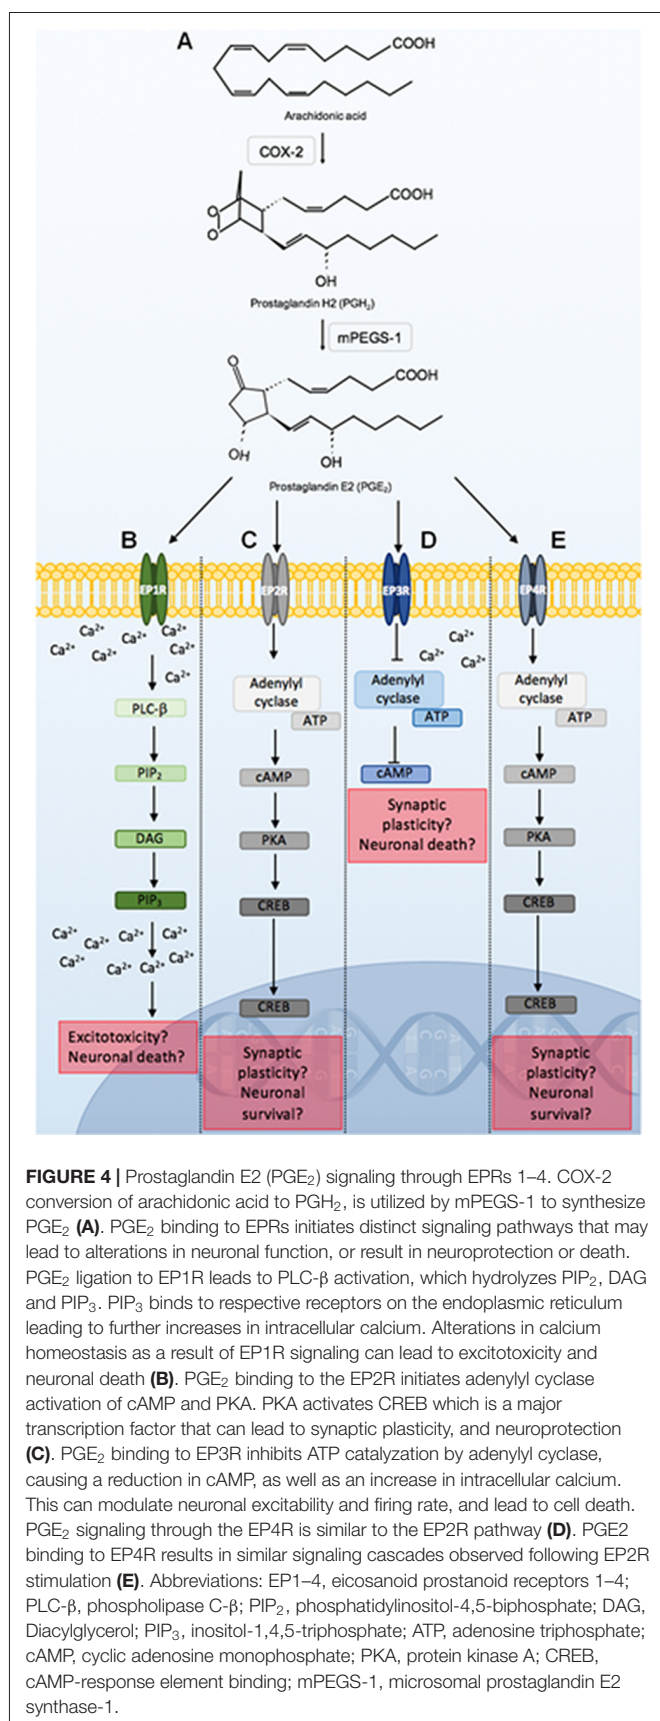 A
COOH
Arachidonic acid
COX-2
O
O
COOH
OH
Prostaglandin H2 (PGH₂)
mPEGS-1
O
COOH
OH
OH
Prostaglandin E2 (PGE₂)
B
C
D
E
EP1R
EP2R
EP3R
EP4R
Ca²⁺ Ca²⁺ Ca²⁺ Ca²⁺ Ca²⁺ Ca²⁺
Ca²⁺
PLC-β
PIP₂
DAG
PIP₃
Ca²⁺ Ca²⁺ Ca²⁺ Ca²⁺
Ca²⁺ Ca²⁺ Ca²⁺ Ca²⁺
Excitotoxicity?
Neuronal death?
Adenylyl
cyclase
ATP
cAMP
PKA
CREB
CREB
Synaptic
plasticity?
Neuronal
survival?
Ca²⁺
Ca²⁺ Ca²⁺
Adenylyl
cyclase
ATP
cAMP
Synaptic
plasticity?
Neuronal death?
Adenylyl
cyclase
ATP
cAMP
PKA
CREB
CREB
Synaptic
plasticity?
Neuronal
survival?
FIGURE 4 | Prostaglandin E2 (PGE₂) signaling through EPRs 1–4. COX-2
conversion of arachidonic acid to PGH₂, is utilized by mPEGS-1 to synthesize
PGE₂ (A). PGE₂ binding to EPRs initiates distinct signaling pathways that may
lead to alterations in neuronal function, or result in neuroprotection or death.
PGE₂ ligation to EP1R leads to PLC-β activation, which hydrolyzes PIP₂, DAG
and PIP₃. PIP₃ binds to respective receptors on the endoplasmic reticulum
leading to further increases in intracellular calcium. Alterations in calcium
homeostasis as a result of EP1R signaling can lead to excitotoxicity and
neuronal death (B). PGE₂ binding to the EP2R initiates adenylyl cyclase
activation of cAMP and PKA. PKA activates CREB which is a major
transcription factor that can lead to synaptic plasticity, and neuroprotection
(C). PGE₂ binding to EP3R inhibits ATP catalyzation by adenylyl cyclase,
causing a reduction in cAMP, as well as an increase in intracellular calcium.
This can modulate neuronal excitability and firing rate, and lead to cell death.
PGE₂ signaling through the EP4R is similar to the EP2R pathway (D). PGE2
binding to EP4R results in similar signaling cascades observed following EP2R
stimulation (E). Abbreviations: EP1–4, eicosanoid prostanoid receptors 1–4;
PLC-β, phospholipase C-β; PIP₂, phosphatidylinositol-4,5-biphosphate; DAG,
Diacylglycerol; PIP₃, inositol-1,4,5-triphosphate; ATP, adenosine triphosphate;
cAMP, cyclic adenosine monophosphate; PKA, protein kinase A; CREB,
cAMP-response element binding; mPEGS-1, microsomal prostaglandin E2
synthase-1.